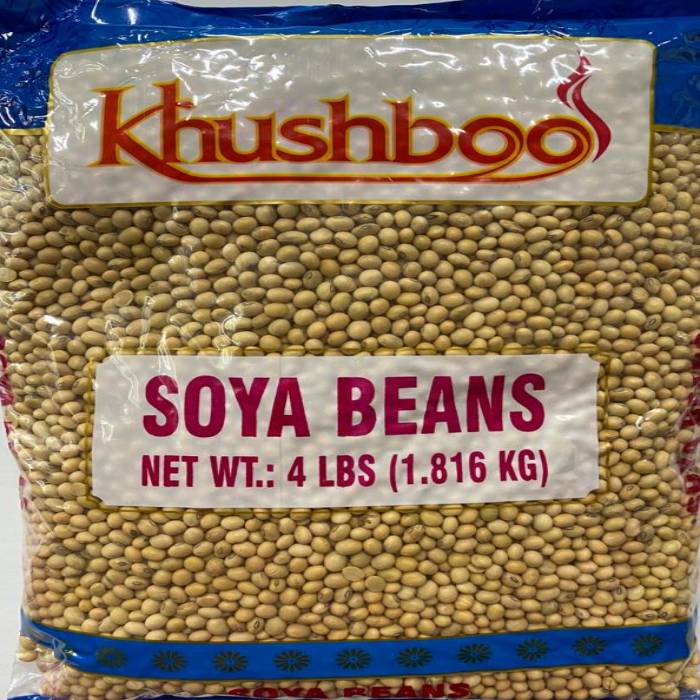 Khushboo
SOYA BEANS
NET WT.: 4 LBS (1.816 KG)
SOYA BEANS